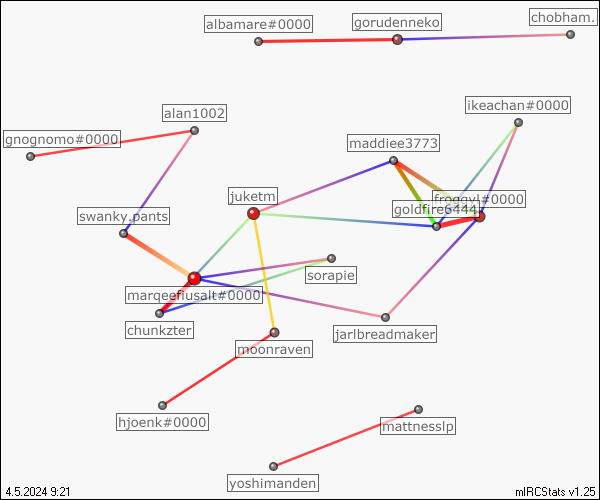 chobham.
gorudenneko
albamare#0000
ikeachan#0000
alan1002
gnognomo#0000
maddiee3773
juketm
froggyl#0000
goldfire6444
swanky.pants
sorapie
marqeefiusalt#0000
chunkzter
jarlbreadmaker
moonraven
hjoenk#0000
mattnesslp
yoshimanden
4.5.2024 9:21
mIRCStats v1.25